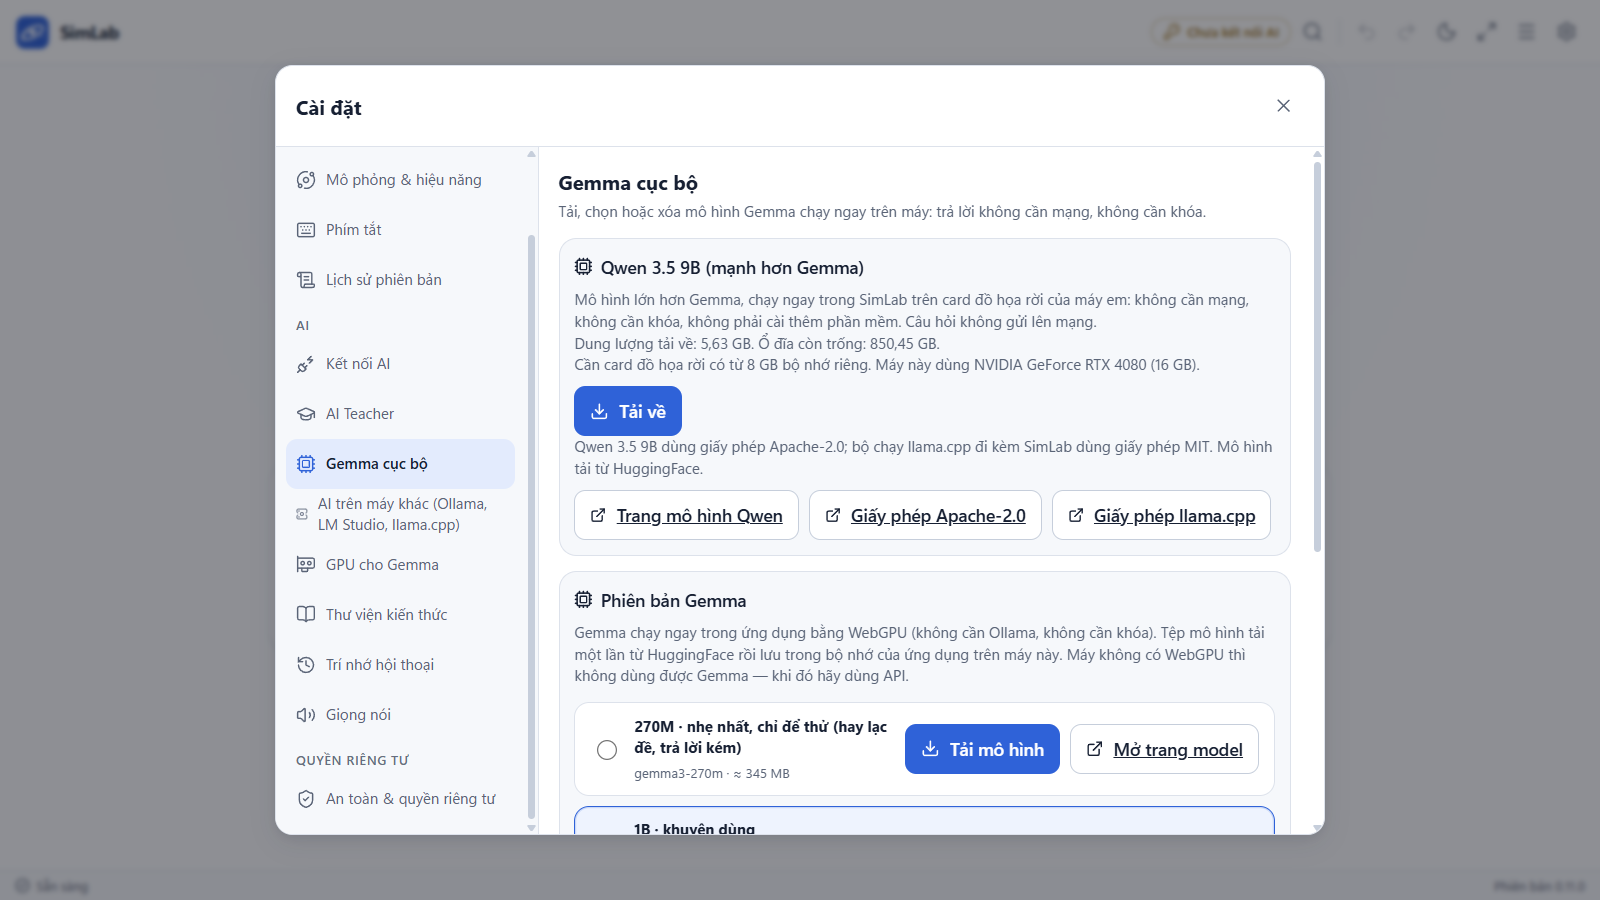 SimLab
Chưa kết nối AI
Cài đặt
Mô phỏng & hiệu năng
Phím tắt
Lịch sử phiên bản
AI
Kết nối AI
AI Teacher
Gemma cục bộ
AI trên máy khác (Ollama,
LM Studio, llama.cpp)
GPU cho Gemma
Thư viện kiến thức
Trí nhớ hội thoại
Giọng nói
QUYỀN RIÊNG TƯ
An toàn & quyền riêng tư
Gemma cục bộ
Tải, chọn hoặc xóa mô hình Gemma chạy ngay trên máy: trả lời không cần mạng, không cần khóa.
Qwen 3.5 9B (mạnh hơn Gemma)
Mô hình lớn hơn Gemma, chạy ngay trong SimLab trên card đồ họa rời của máy em: không cần mạng,
không cần khóa, không phải cài thêm phần mềm. Câu hỏi không gửi lên mạng.
Dung lượng tải về: 5,63 GB. Ổ đĩa còn trống: 850,45 GB.
Cần card đồ họa rời có từ 8 GB bộ nhớ riêng. Máy này dùng NVIDIA GeForce RTX 4080 (16 GB).
Tải về
Qwen 3.5 9B dùng giấy phép Apache-2.0; bộ chạy llama.cpp đi kèm SimLab dùng giấy phép MIT. Mô hình
tải từ HuggingFace.
Trang mô hình Qwen
Giấy phép Apache-2.0
Giấy phép llama.cpp
Phiên bản Gemma
Gemma chạy ngay trong ứng dụng bằng WebGPU (không cần Ollama, không cần khóa). Tệp mô hình tải
một lần từ HuggingFace rồi lưu trong bộ nhớ của ứng dụng trên máy này. Máy không có WebGPU thì
không dùng được Gemma — khi đó hãy dùng API.
270M · nhẹ nhất, chỉ để thử (hay lạc
đề, trả lời kém)
gemma3-270m · ≈ 345 MB
Tải mô hình
Mở trang model
1B · khuyên dùng
Sẵn sàng